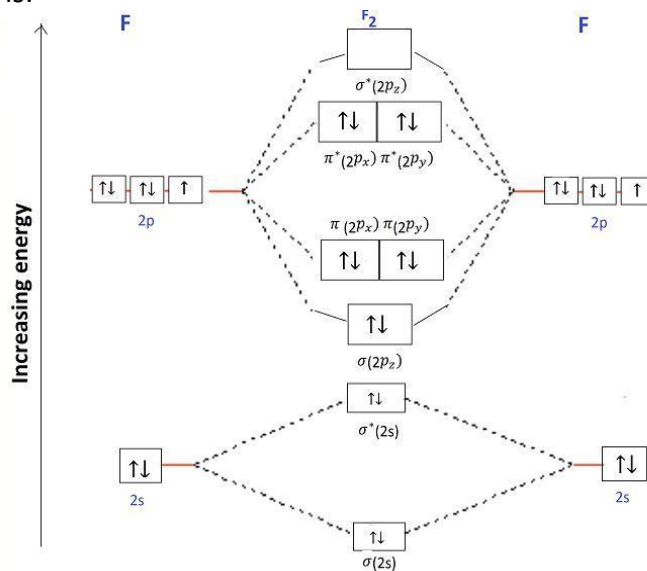 F
F2
F
σ*(2pz)
↑↓ ↑↓
π*(2px) π*(2py)
↑↓ ↑↓ ↑
2p
↑↓ ↑↓ ↑
2p
π(2px) π(2py)
↑↓ ↑↓
↑↓
σ(2pz)
↑↓
σ*(2s)
↑↓
2s
↑↓
2s
↑↓
σ(2s)
Increasing energy